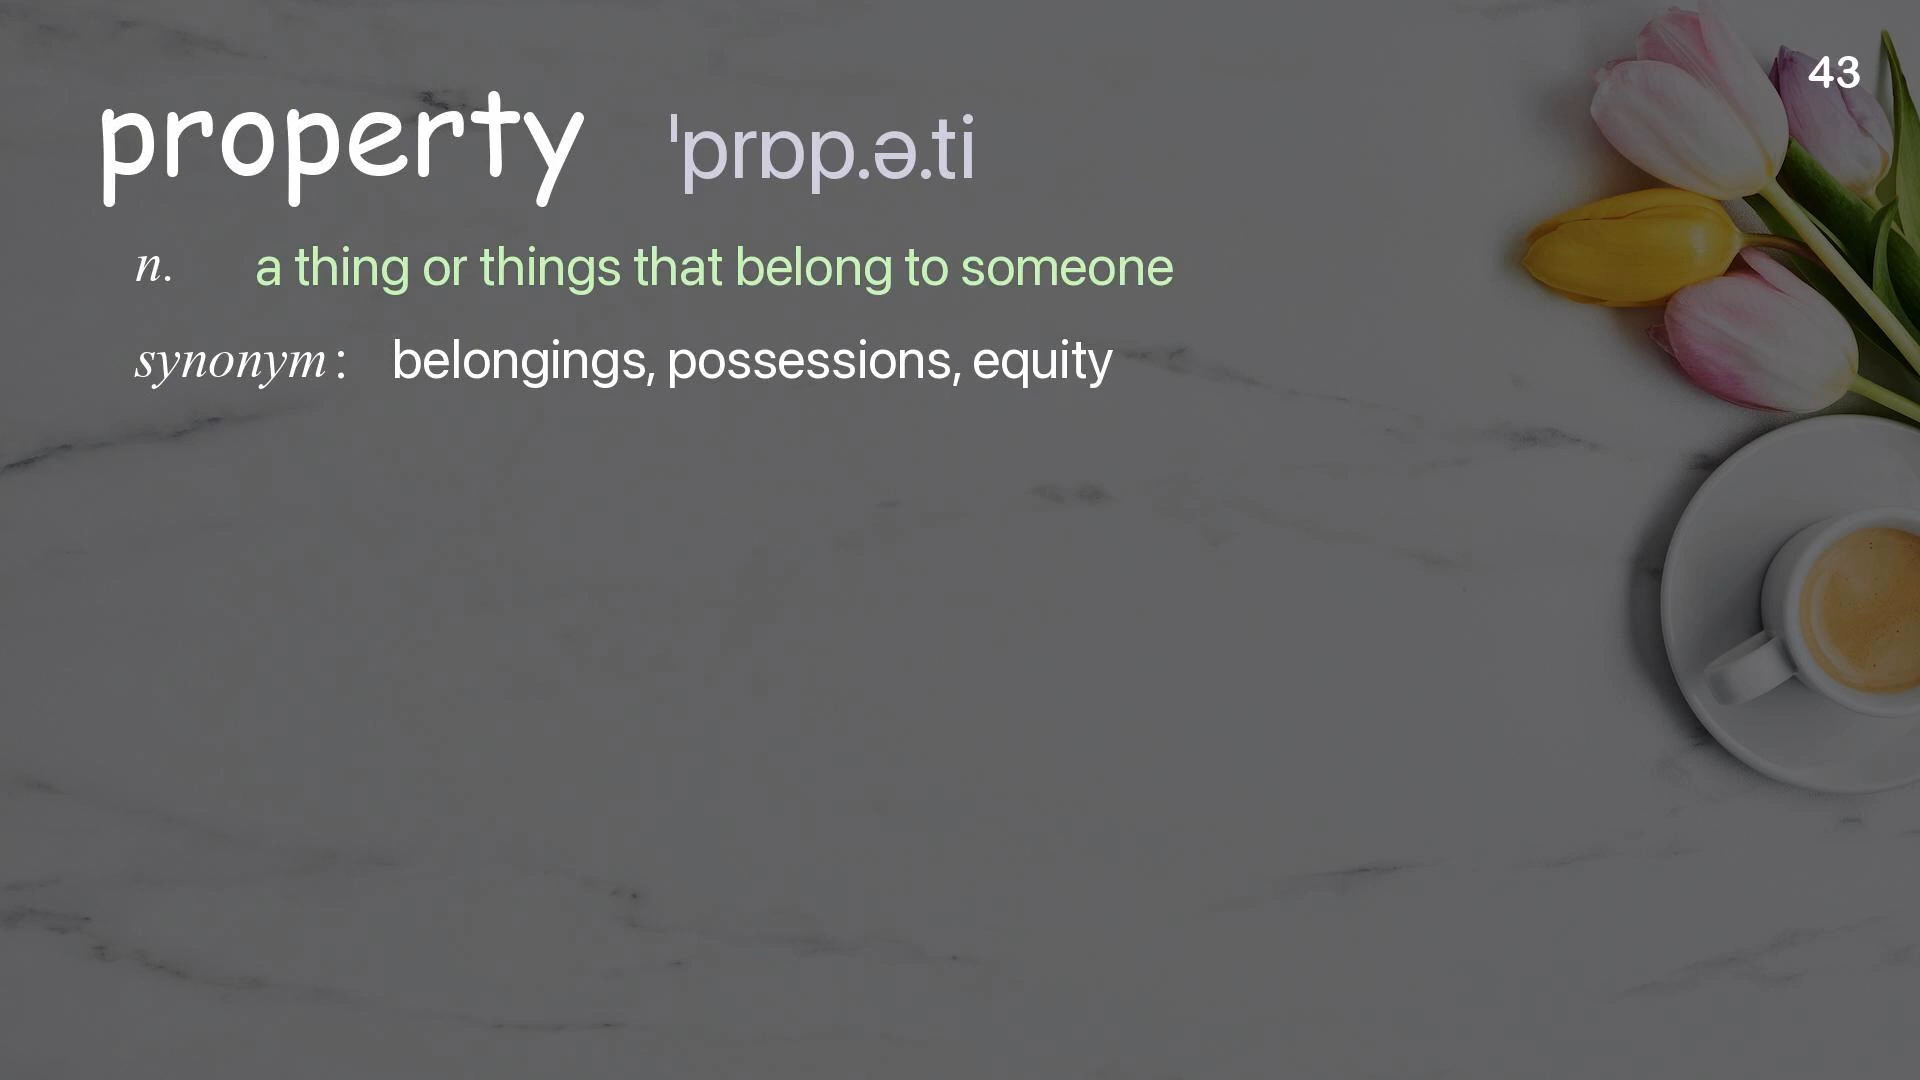 43
property ˈprɒp.ə.ti
n. a thing or things that belong to someone
synonym: belongings, possessions, equity